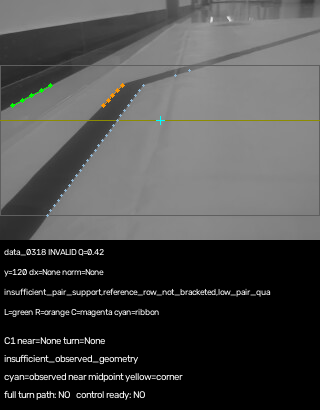 data_0318 INVALID Q=0.42
y=120 dx=None norm=None
insufficient_pair_support,reference_row_not_bracketed,low_pair_qua
L=green R=orange C=magenta cyan=ribbon
C1 near=None turn=None
insufficient_observed_geometry
cyan=observed near midpoint yellow=corner
full turn path: NO control ready: NO